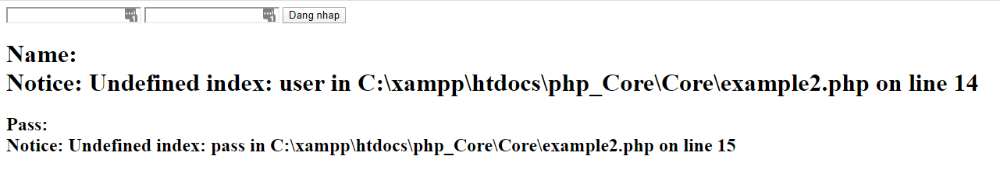 Dang nhap
Name:
Notice: Undefined index: user in C:\xampp\htdocs\php_Core\Core\example2.php on line 14
Pass:
Notice: Undefined index: pass in C:\xampp\htdocs\php_Core\Core\example2.php on line 15